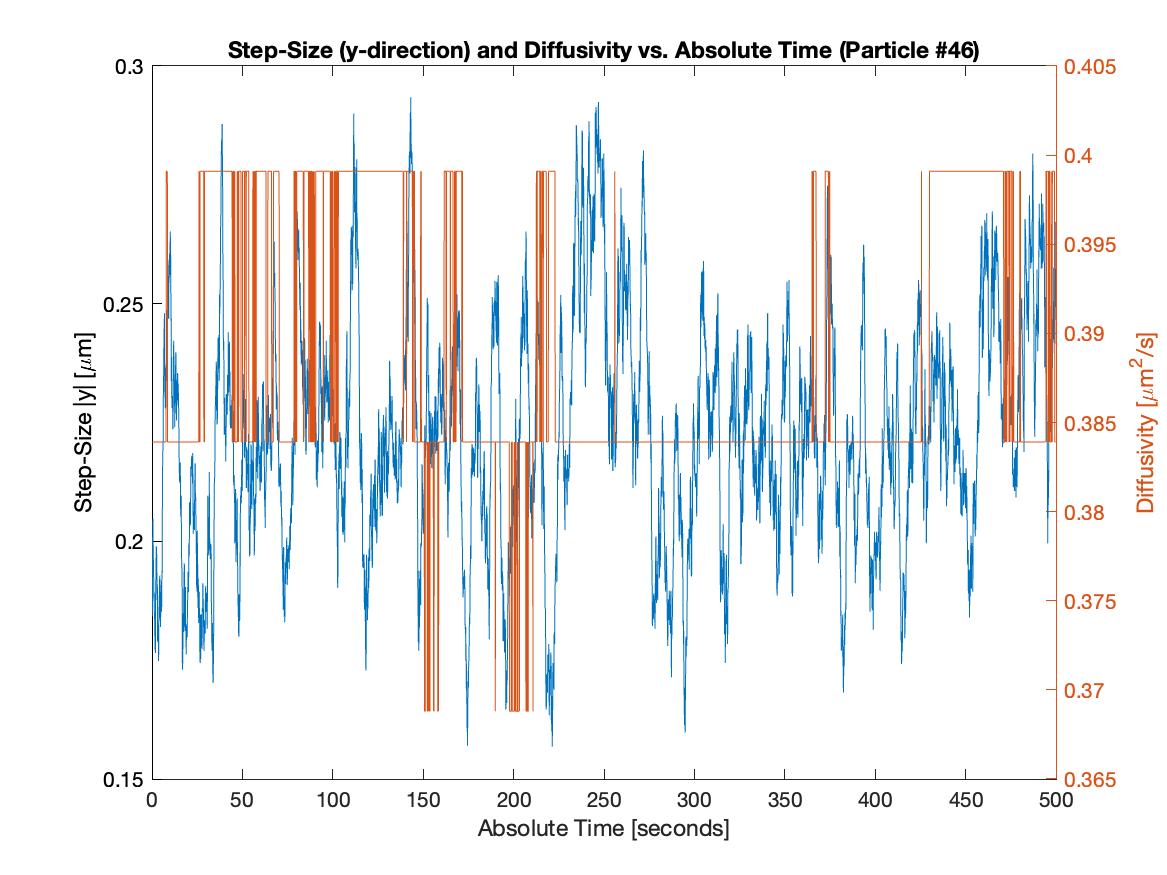 Step-Size (y-direction) and Diffusivity vs. Absolute Time (Particle #46)
0.3
0.25
0.2
0.15
Step-Size |y| [μm]
0.405
0.4
0.395
0.39
0.385
0.38
0.375
0.37
0.365
Diffusivity [μm²/s]
0 50 100 150 200 250 300 350 400 450 500
Absolute Time [seconds]